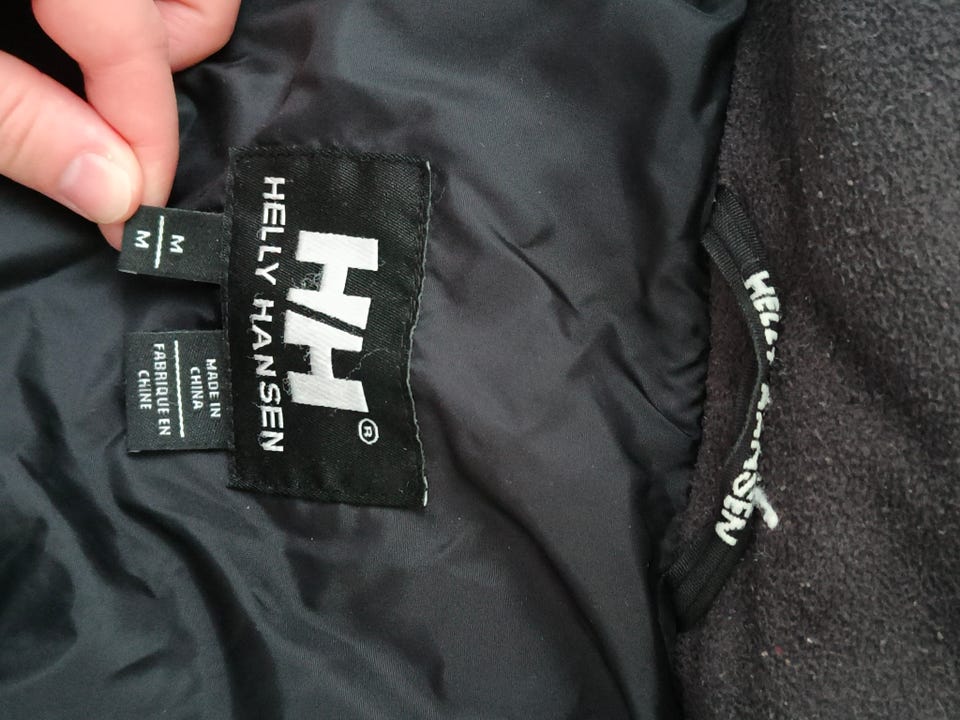 HH®
HELLY HANSEN
M
M
MADE IN
CHINA
FABRIQUE EN
CHINE
HELLY HANSEN